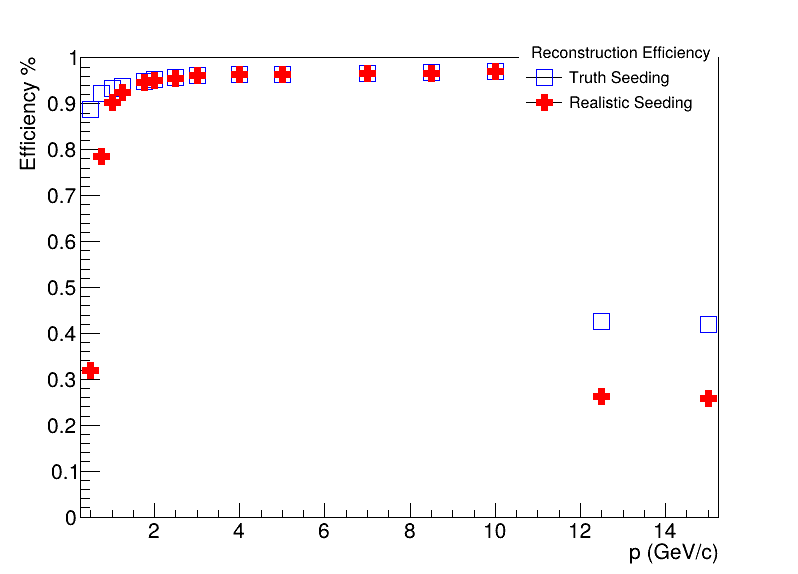 Reconstruction Efficiency
Truth Seeding
Realistic Seeding
Efficiency %
1
0.9
0.8
0.7
0.6
0.5
0.4
0.3
0.2
0.1
0
2 4 6 8 10 12 14
p (GeV/c)